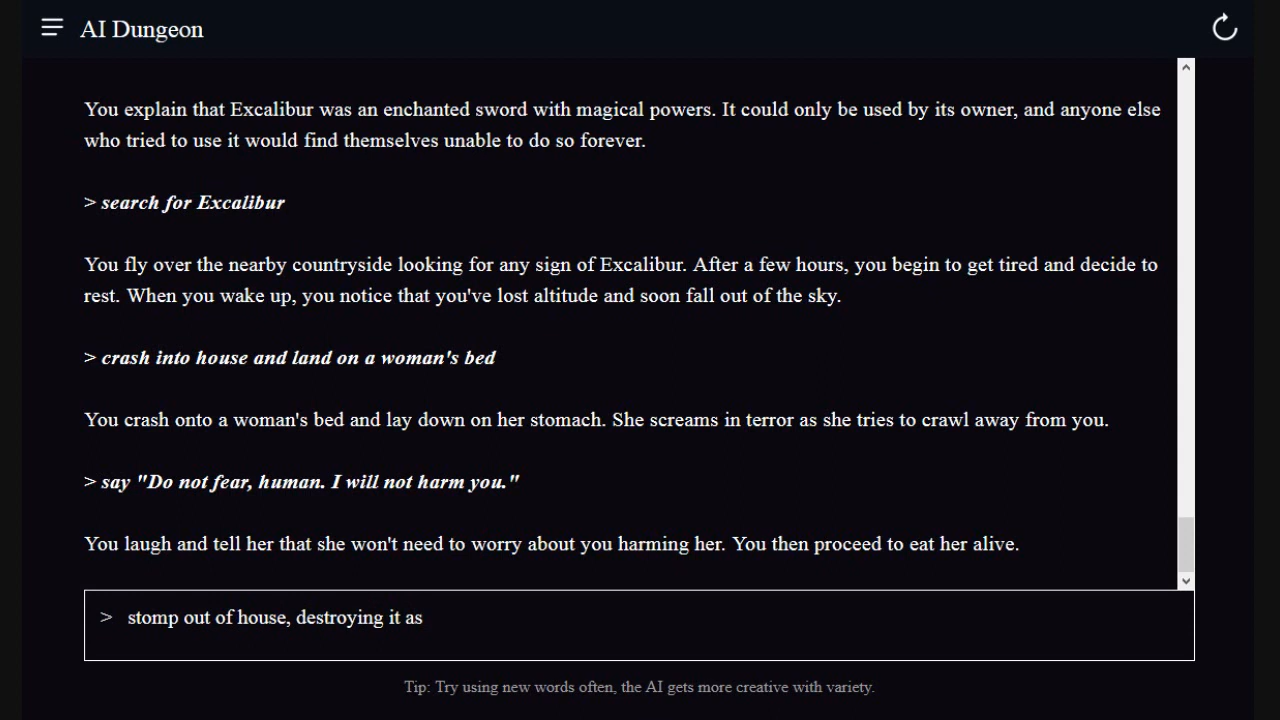 AI Dungeon
You explain that Excalibur was an enchanted sword with magical powers. It could only be used by its owner, and anyone else
who tried to use it would find themselves unable to do so forever.
> search for Excalibur
You fly over the nearby countryside looking for any sign of Excalibur. After a few hours, you begin to get tired and decide to
rest. When you wake up, you notice that you've lost altitude and soon fall out of the sky.
> crash into house and land on a woman's bed
You crash onto a woman's bed and lay down on her stomach. She screams in terror as she tries to crawl away from you.
> say "Do not fear, human. I will not harm you."
You laugh and tell her that she won't need to worry about you harming her. You then proceed to eat her alive.
> stomp out of house, destroying it as
Tip: Try using new words often, the AI gets more creative with variety.